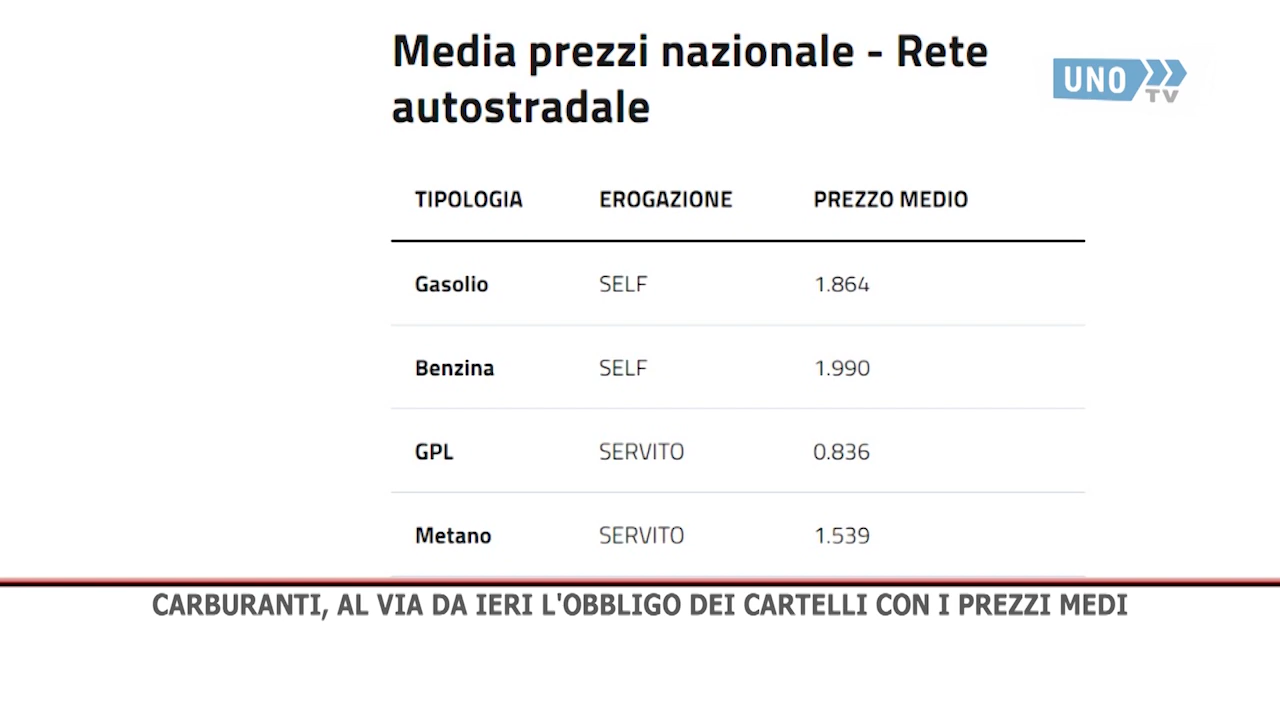 Media prezzi nazionale - Rete
autostradale
UNO
TV
TIPOLOGIA EROGAZIONE PREZZO MEDIO
Gasolio SELF 1.864
Benzina SELF 1.990
GPL SERVITO 0.836
Metano SERVITO 1.539
CARBURANTI, AL VIA DA IERI L'OBBLIGO DEI CARTELLI CON I PREZZI MEDI